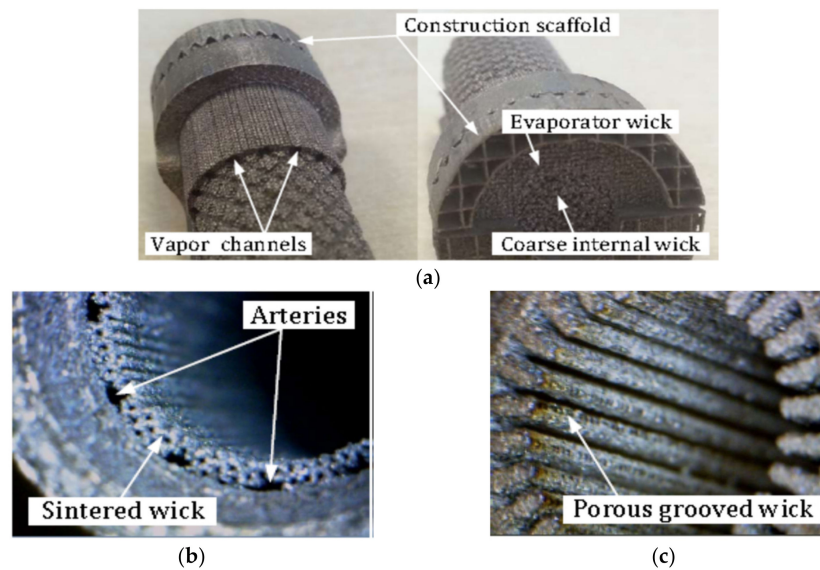 Construction scaffold
Evaporator wick
Vapor channels
Coarse internal wick
(a)
Arteries
Sintered wick
Porous grooved wick
(b)
(c)